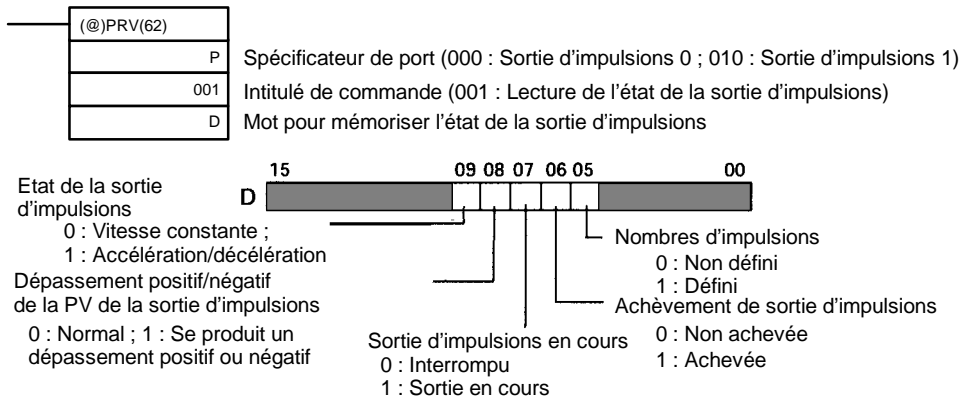 (@)PRV(62)
P Spécificateur de port (000 : Sortie d'impulsions 0 ; 010 : Sortie d'impulsions 1)
001 Intitulé de commande (001 : Lecture de l'état de la sortie d'impulsions)
D Mot pour mémoriser l'état de la sortie d'impulsions
15 09 08 07 06 05 00
D
Etat de la sortie
d'impulsions
0 : Vitesse constante ;
1 : Accélération/décélération
Dépassement positif/négatif
de la PV de la sortie d'impulsions
0 : Normal ; 1 : Se produit un
dépassement positif ou négatif
Sortie d'impulsions en cours
0 : Interrompu
1 : Sortie en cours
Nombres d'impulsions
0 : Non défini
1 : Défini
Achèvement de sortie d'impulsions
0 : Non achevée
1 : Achevée